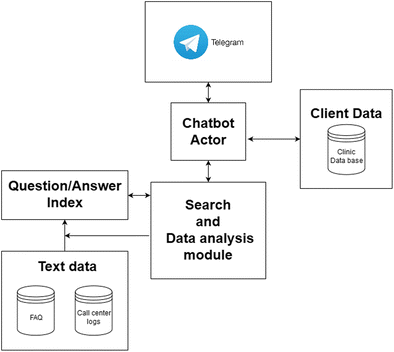 Telegram
Chatbot
Actor
Client Data
Clinic
Data base
Question/Answer
Index
Search
and
Data analysis
module
Text data
FAQ
Call center
logs